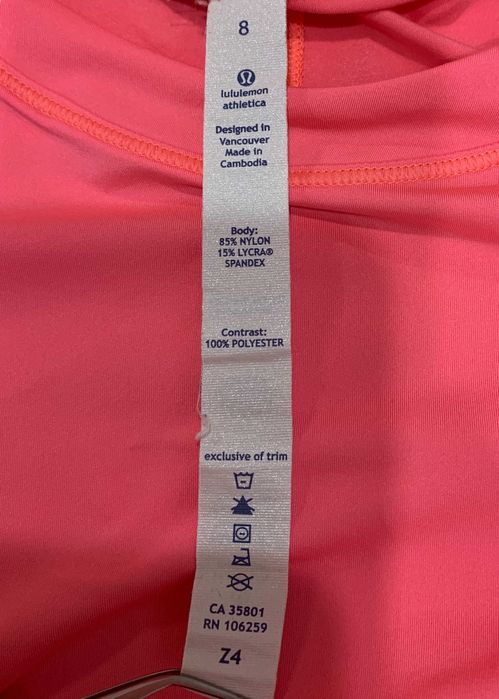 8
lululemon
athletica
Designed in
Vancouver
Made in
Cambodia
Body:
85% NYLON
15% LYCRA®
SPANDEX
Contrast:
100% POLYESTER
exclusive of trim
CA 35801
RN 106259
Z4